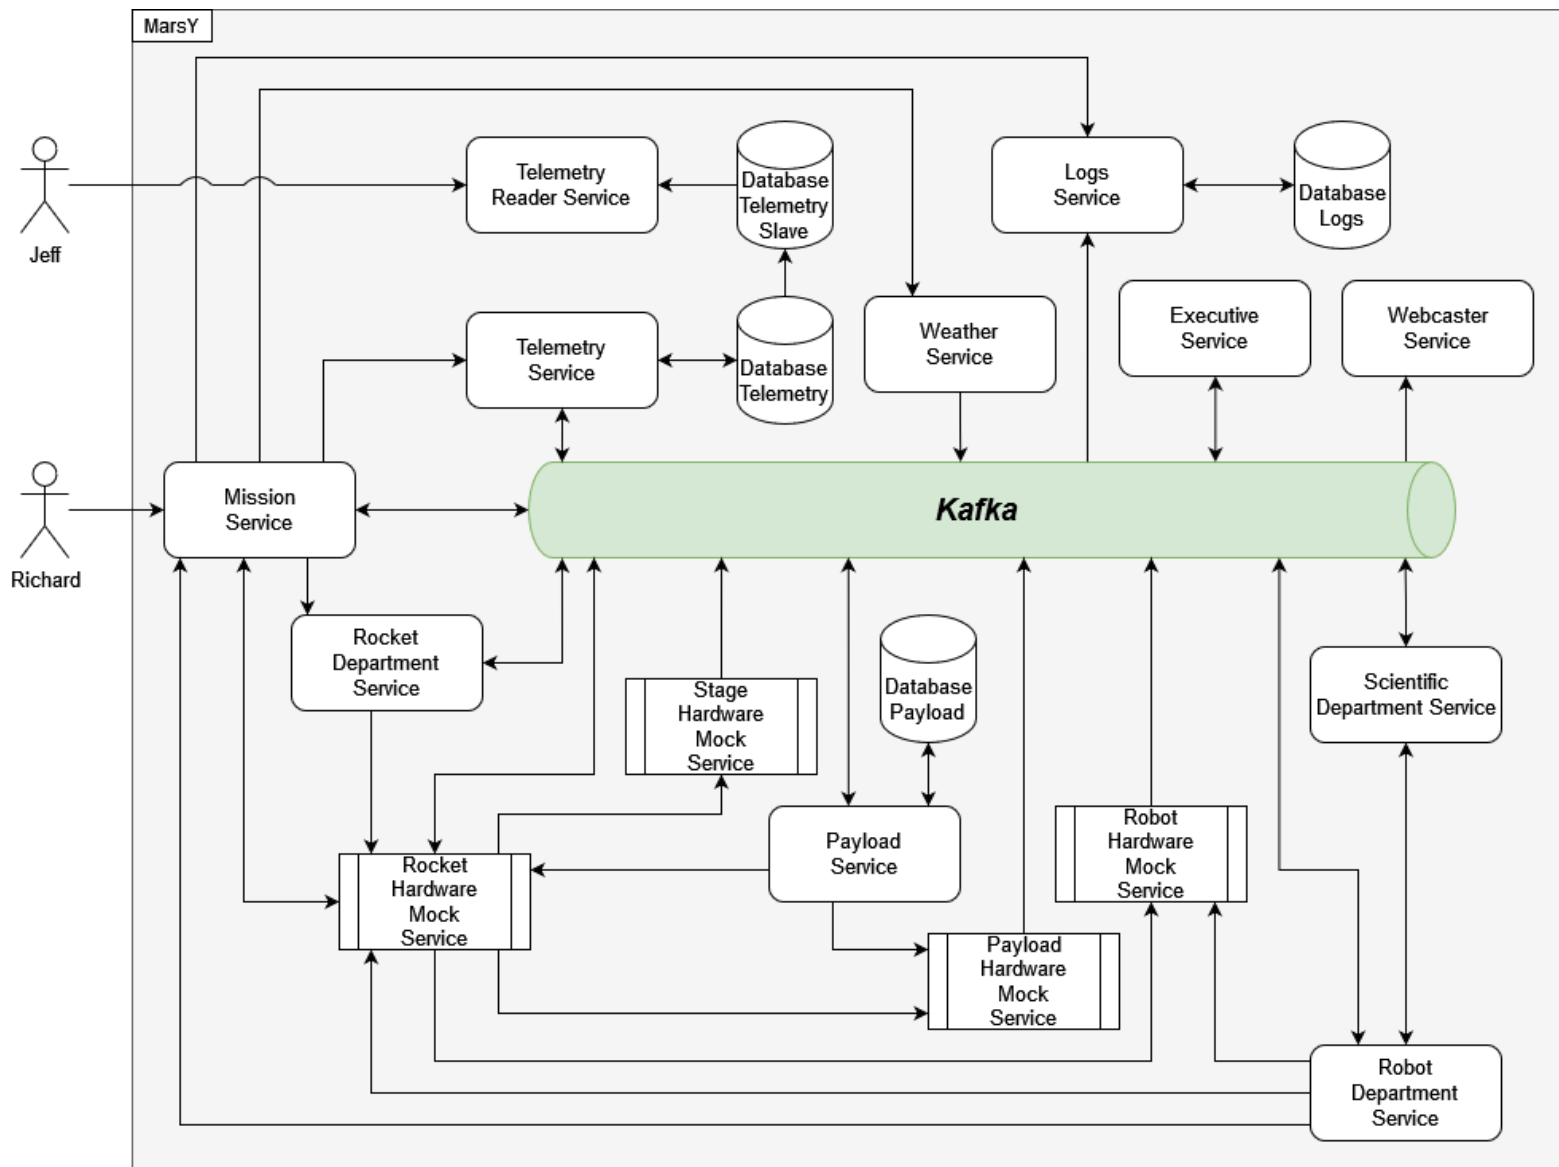 MarsY
Jeff
Telemetry
Reader Service
Database
Telemetry
Slave
Logs
Service
Database
Logs
Telemetry
Service
Database
Telemetry
Weather
Service
Executive
Service
Webcaster
Service
Richard
Mission
Service
Kafka
Rocket
Department
Service
Stage
Hardware
Mock
Service
Database
Payload
Scientific
Department Service
Rocket
Hardware
Mock
Service
Payload
Service
Robot
Hardware
Mock
Service
Payload
Hardware
Mock
Service
Robot
Department
Service